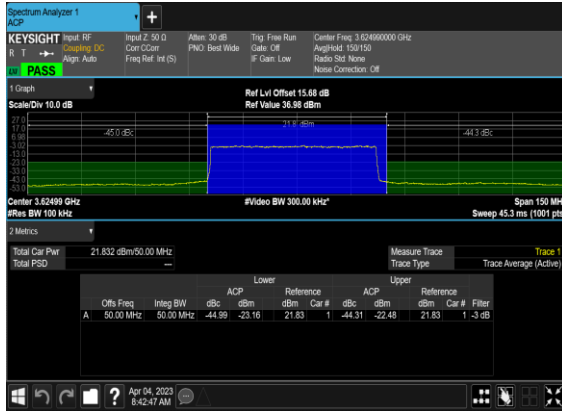 Spectrum Analyzer 1
ACP
+
KEYSIGHT
R T
LXI PASS
Input: RF
Coupling: DC
Align: Auto
Input Z: 50 Ω
Corr CCorr
Freq Ref: Int (S)
Atten: 30 dB
PNO: Best Wide
Trig: Free Run
Gate: Off
IF Gain: Low
Center Freq: 3.624990000 GHz
Avg|Hold: 150/150
Radio Std: None
Noise Correction: Off
1 Graph
Scale/Div 10.0 dB
Ref Lvl Offset 15.68 dB
Ref Value 36.98 dBm
27.0
17.0
6.98
-3.02
-13.0
-23.0
-33.0
-43.0
-53.0
-45.0 dBc
21.8 dBm
-44.3 dBc
Center 3.62499 GHz
#Res BW 100 kHz
#Video BW 300.00 kHz*
Span 150 MH
Sweep 45.3 ms (1001 pts
2 Metrics
Total Car Pwr 21.832 dBm/50.00 MHz
Total PSD ---
Measure Trace Trace 1
Trace Type Trace Average (Active)
Lower Upper
ACP Reference ACP Reference
Offs Freq Integ BW dBc dBm dBm Car # dBc dBm dBm Car # Filter
A 50.00 MHz 50.00 MHz -44.99 -23.16 21.83 1 -44.31 -22.48 21.83 1 -3 dB
?
Apr 04, 2023
8:42:47 AM